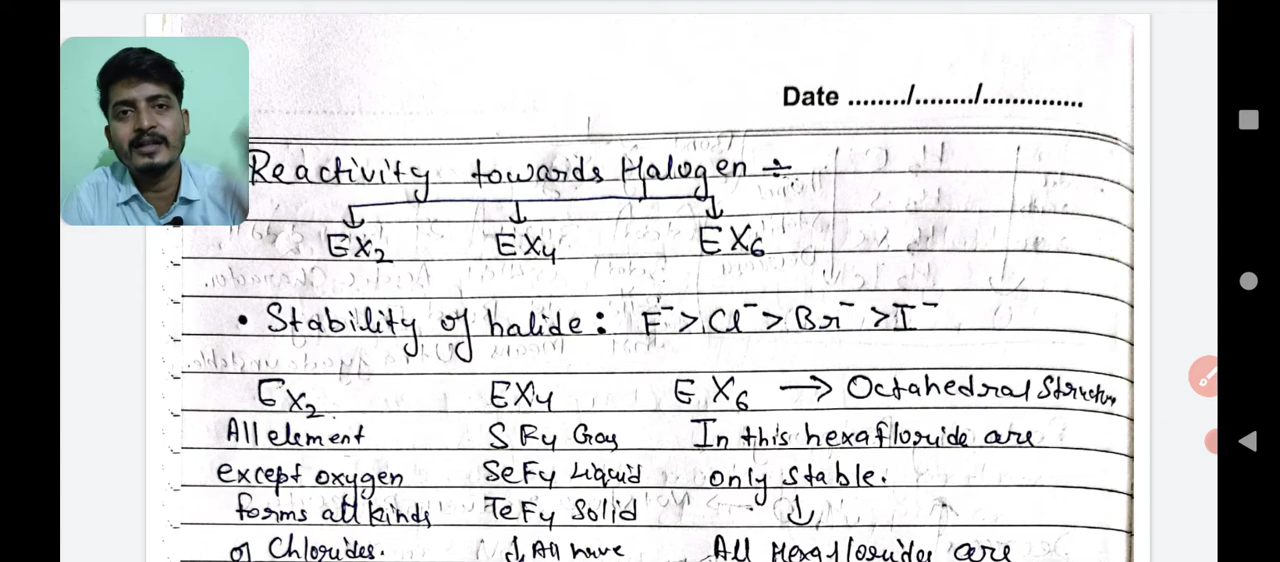 Date ......../......../..............
Reactivity towards Halogen ÷
EX2 EX4 EX6
• Stability of halide: F⁻ > Cl⁻ > Br⁻ > I⁻
EX2 EX4 EX6 → Octahedral Structure
All element SF4 Gas In this hexafloride are
except oxygen SeF4 Liquid only stable.
forms all kinds TeF4 Solid ↓
of Chlorides. ↓ All have All Hexaflorides are